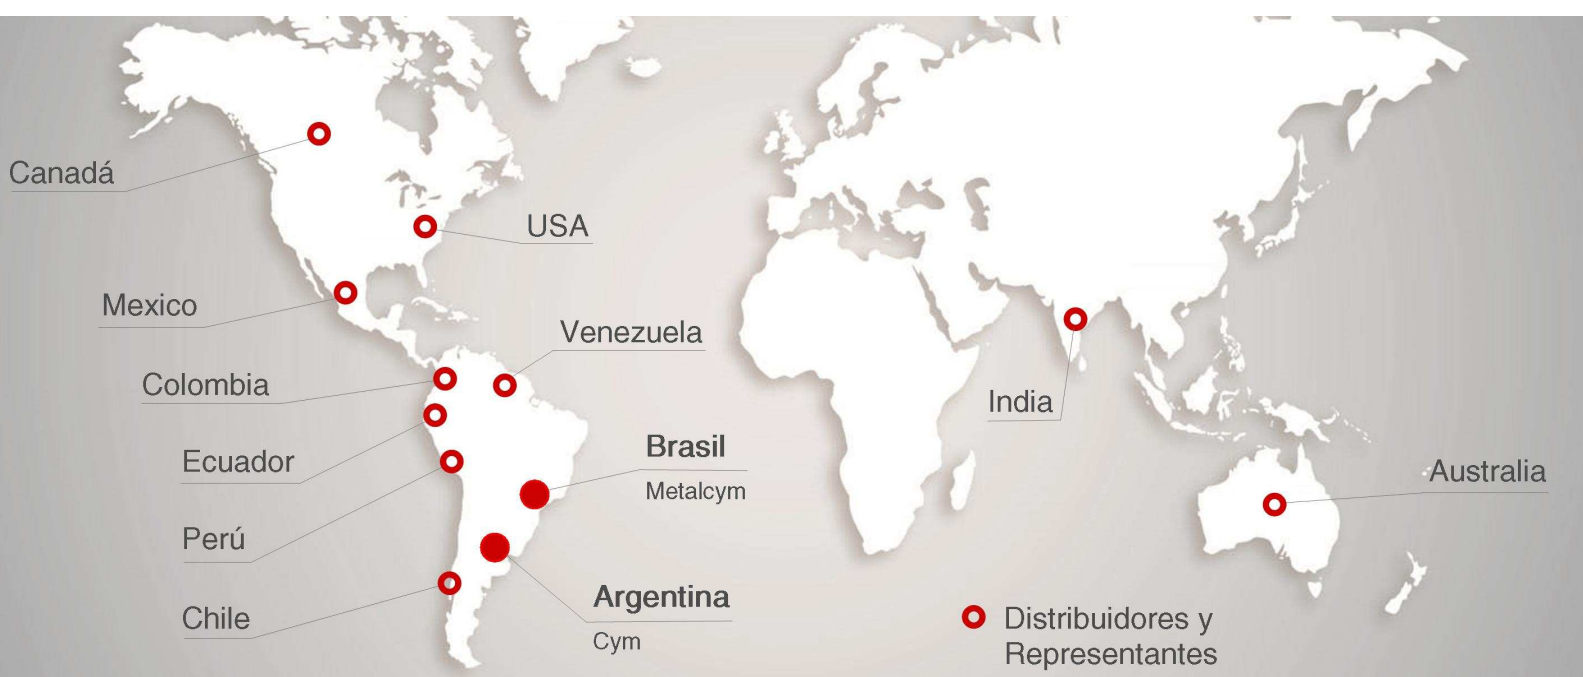 Canadá
USA
Mexico
Venezuela
Colombia
India
Ecuador
Brasil
Metalcym
Australia
Perú
Chile
Argentina
Cym
Distribuidores y
Representantes